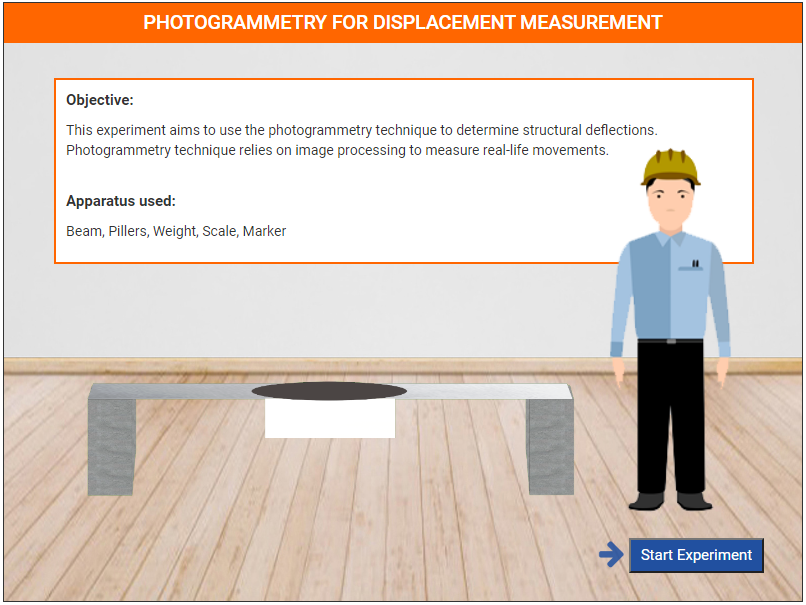 PHOTOGRAMMETRY FOR DISPLACEMENT MEASUREMENT
Objective:
This experiment aims to use the photogrammetry technique to determine structural deflections.
Photogrammetry technique relies on image processing to measure real-life movements.
Apparatus used:
Beam, Pillers, Weight, Scale, Marker
Start Experiment